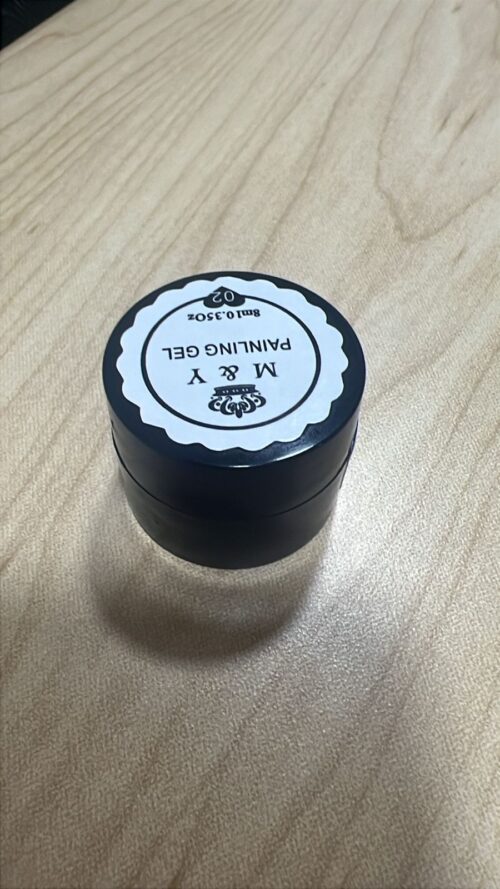 M & Y
PAINLING GEL
8ml0.35Oz
02